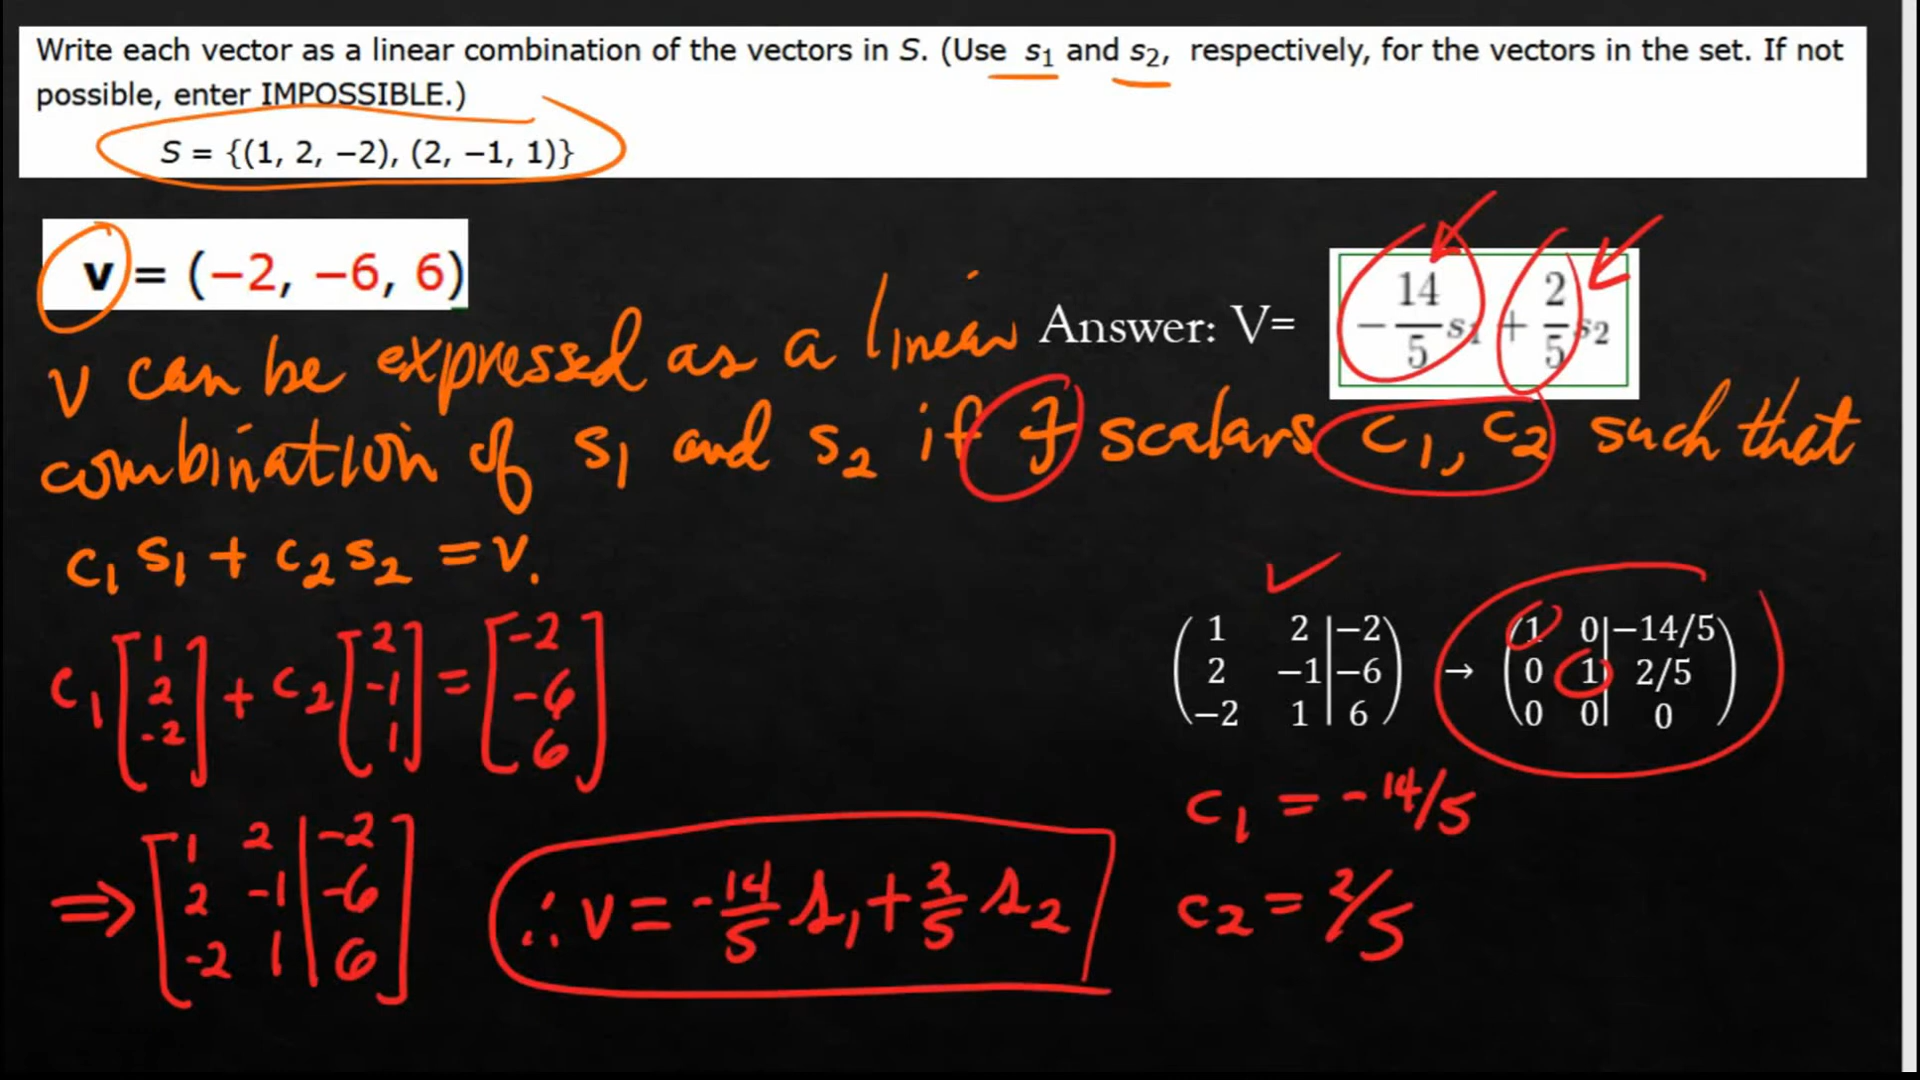 Write each vector as a linear combination of the vectors in S. (Use s₁ and s₂, respectively, for the vectors in the set. If not
possible, enter IMPOSSIBLE.)
S = {(1, 2, −2), (2, −1, 1)}
v = (−2, −6, 6)
Answer: V= −14/5 s₁ + 2/5 s₂
v can be expressed as a linear
combination of s₁ and s₂ if ∃ scalars c₁, c₂ such that
c₁ s₁ + c₂ s₂ = v.
c₁ [1 2 -2] + c₂ [2 -1 1] = [-2 -6 6]
( 1 2 | −2 ) → ( 1 0 | −14/5 )
( 2 −1 | −6 ) ( 0 1 | 2/5 )
( −2 1 | 6 ) ( 0 0 | 0 )
c₁ = -14/5
c₂ = 2/5
⇒ [ 1 2 | -2
2 -1 | -6
-2 1 | 6 ]
∴ v = -14/5 s₁ + 2/5 s₂